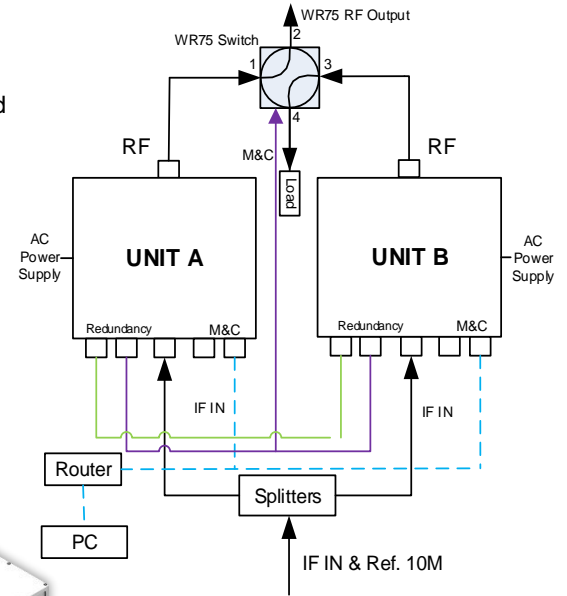 WR75 RF Output
WR75 Switch
2
1
3
d
4
RF
M&C
RF
Load
AC
Power
Supply
UNIT A
UNIT B
AC
Power
Supply
Redundancy
M&C
Redundancy
M&C
IF IN
IF IN
Router
Splitters
PC
IF IN & Ref. 10M